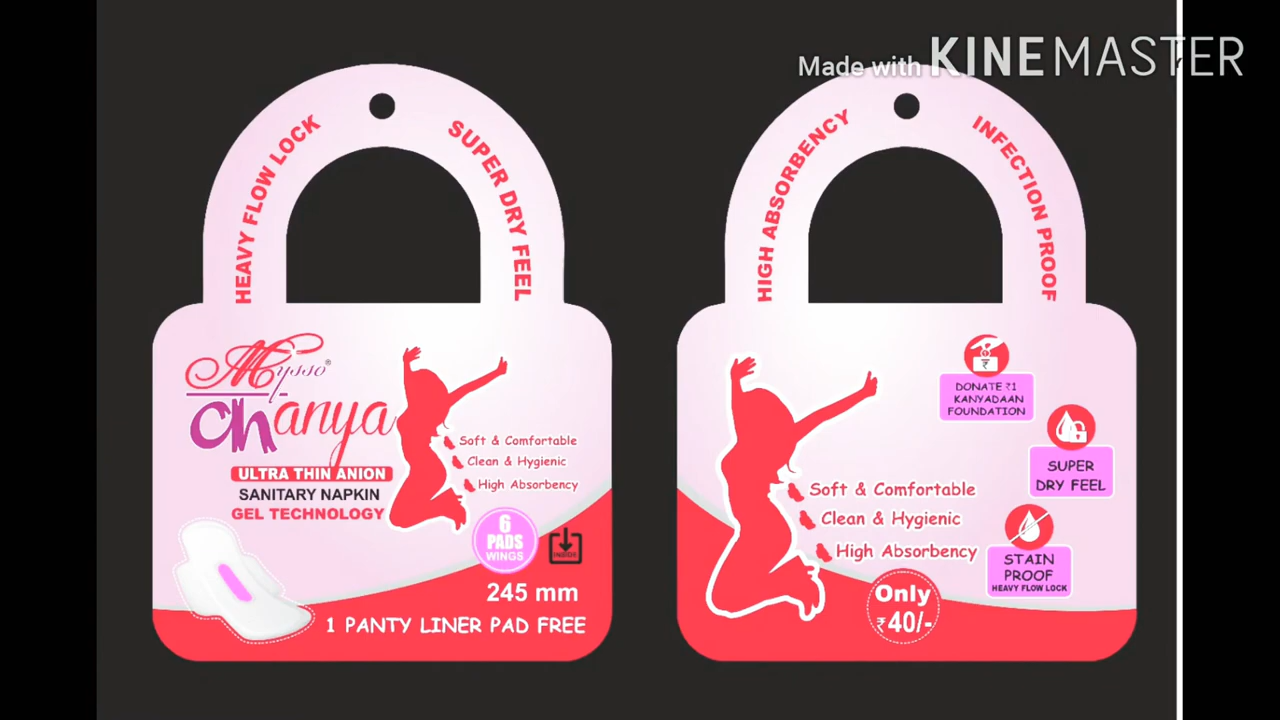 Made with KINEMASTER
HEAVY FLOW LOCK
SUPER DRY FEEL
Mysso®
Chanya
ULTRA THIN ANION
SANITARY NAPKIN
GEL TECHNOLOGY
Soft & Comfortable
Clean & Hygienic
High Absorbency
6
PADS
WINGS
INSIDE
245 mm
1 PANTY LINER PAD FREE
HIGH ABSORBENCY
INFECTION PROOF
DONATE ₹1
KANYADAAN
FOUNDATION
SUPER
DRY FEEL
Soft & Comfortable
Clean & Hygienic
High Absorbency
STAIN
PROOF
HEAVY FLOW LOCK
Only
₹40/-